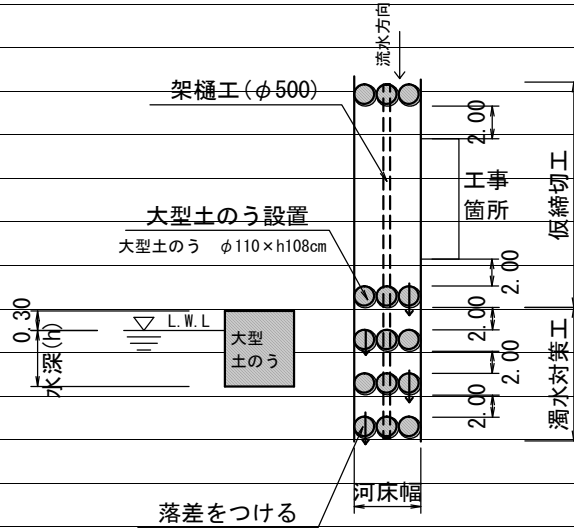 流水方向
架樋工(φ500)
2.00
工事
箇所
仮締切工
大型土のう設置
大型土のう φ110×h108cm
2.00
0.30
L.W.L
水深(h)
大型
土のう
2.00
2.00
2.00
濁水対策工
河床幅
落差をつける